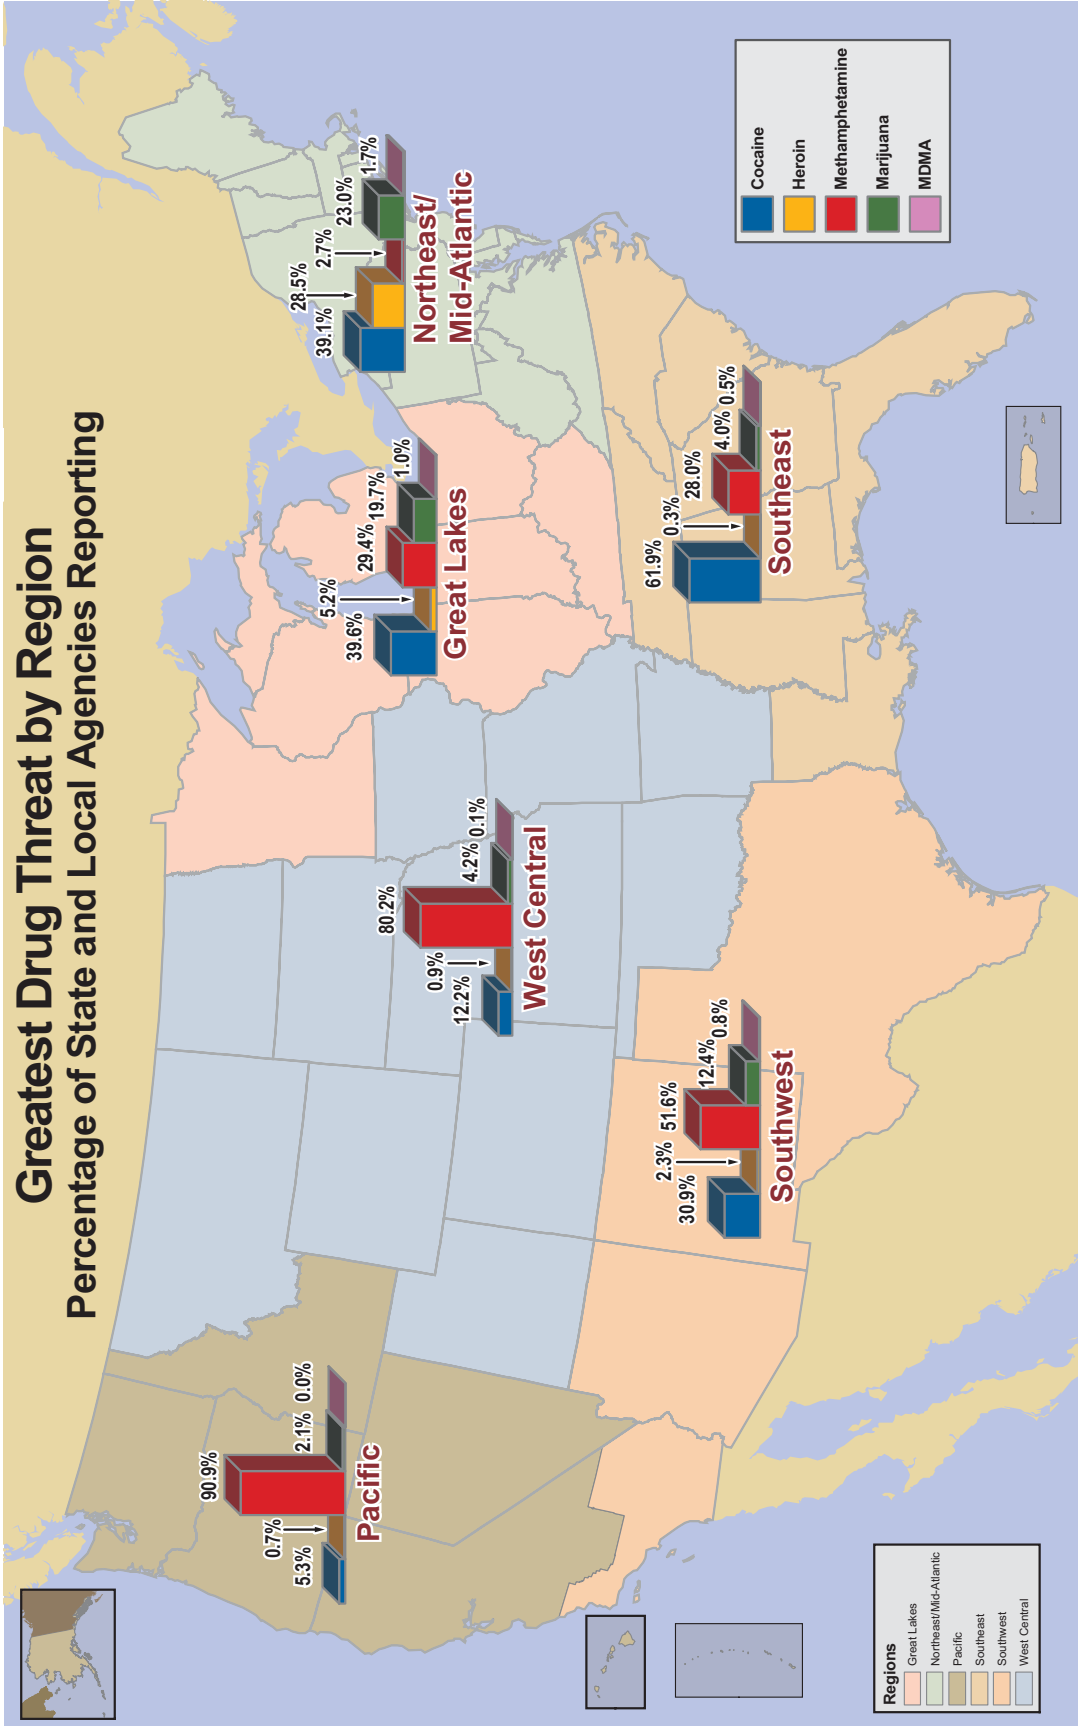 Greatest Drug Threat by Region
Percentage of State and Local Agencies Reporting
5.3%
0.7%
90.9%
2.1%
0.0%
Pacific
12.2%
0.9%
80.2%
4.2%
0.1%
West Central
39.6%
5.2%
29.4%
19.7%
1.0%
Great Lakes
39.1%
28.5%
2.7%
23.0%
1.7%
Northeast/
Mid-Atlantic
30.9%
2.3%
51.6%
12.4%
0.8%
Southwest
61.9%
0.3%
28.0%
4.0%
0.5%
Southeast
Regions
Great Lakes
Northeast/Mid-Atlantic
Pacific
Southeast
Southwest
West Central
Cocaine
Heroin
Methamphetamine
Marijuana
MDMA